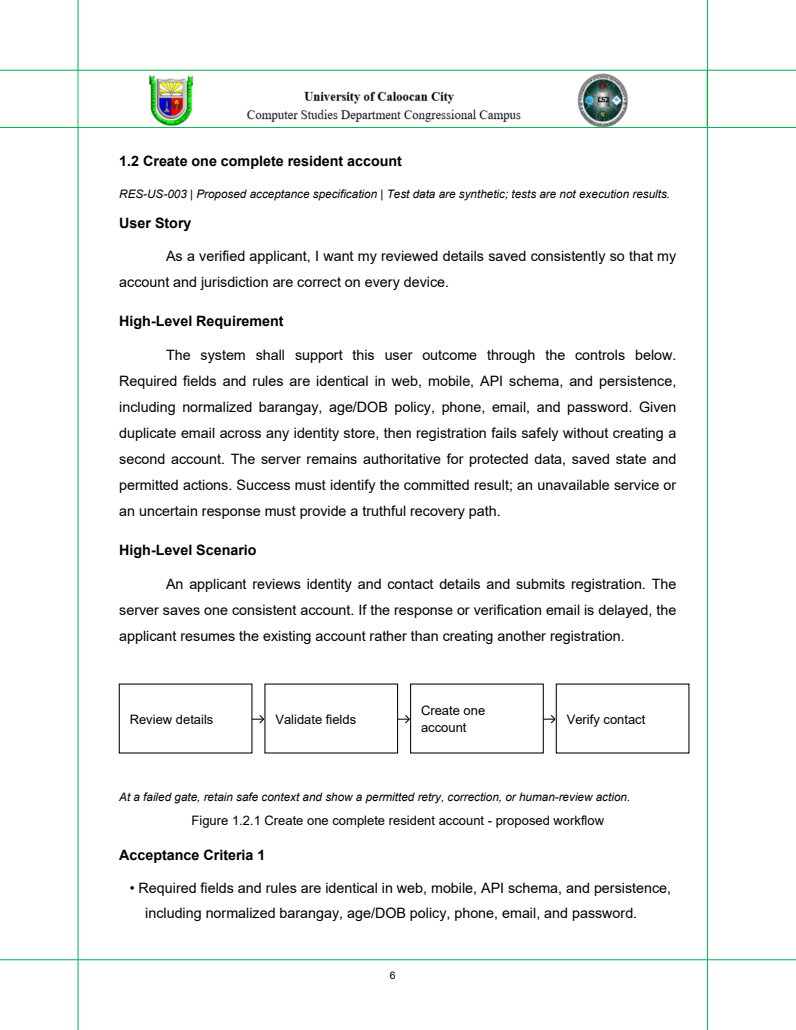 University of Caloocan City
Computer Studies Department Congressional Campus
1.2 Create one complete resident account
RES-US-003 | Proposed acceptance specification | Test data are synthetic; tests are not execution results.
User Story
As a verified applicant, I want my reviewed details saved consistently so that my
account and jurisdiction are correct on every device.
High-Level Requirement
The system shall support this user outcome through the controls below.
Required fields and rules are identical in web, mobile, API schema, and persistence,
including normalized barangay, age/DOB policy, phone, email, and password. Given
duplicate email across any identity store, then registration fails safely without creating a
second account. The server remains authoritative for protected data, saved state and
permitted actions. Success must identify the committed result; an unavailable service or
an uncertain response must provide a truthful recovery path.
High-Level Scenario
An applicant reviews identity and contact details and submits registration. The
server saves one consistent account. If the response or verification email is delayed, the
applicant resumes the existing account rather than creating another registration.
Review details
Validate fields
Create one
account
Verify contact
At a failed gate, retain safe context and show a permitted retry, correction, or human-review action.
Figure 1.2.1 Create one complete resident account - proposed workflow
Acceptance Criteria 1
• Required fields and rules are identical in web, mobile, API schema, and persistence,
including normalized barangay, age/DOB policy, phone, email, and password.
6